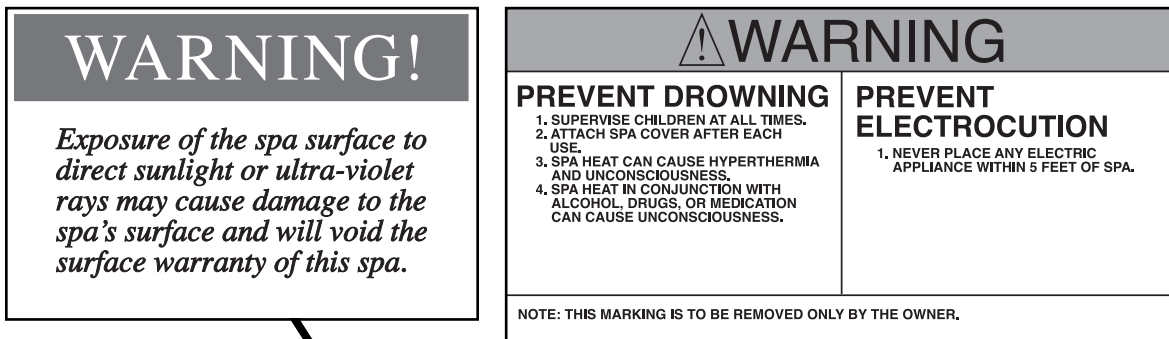 WARNING!
Exposure of the spa surface to
direct sunlight or ultra-violet
rays may cause damage to the
spa's surface and will void the
surface warranty of this spa.
WARNING
PREVENT DROWNING
1. SUPERVISE CHILDREN AT ALL TIMES.
2. ATTACH SPA COVER AFTER EACH
USE.
3. SPA HEAT CAN CAUSE HYPERTHERMIA
AND UNCONSCIOUSNESS.
4. SPA HEAT IN CONJUNCTION WITH
ALCOHOL, DRUGS, OR MEDICATION
CAN CAUSE UNCONSCIOUSNESS.
PREVENT
ELECTROCUTION
1. NEVER PLACE ANY ELECTRIC
APPLIANCE WITHIN 5 FEET OF SPA.
NOTE: THIS MARKING IS TO BE REMOVED ONLY BY THE OWNER.